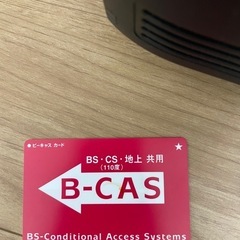 ●ビーキャス カード ★
BS・CS・地上 共用
(110度)
B-CAS
BS-Conditional Access Systems